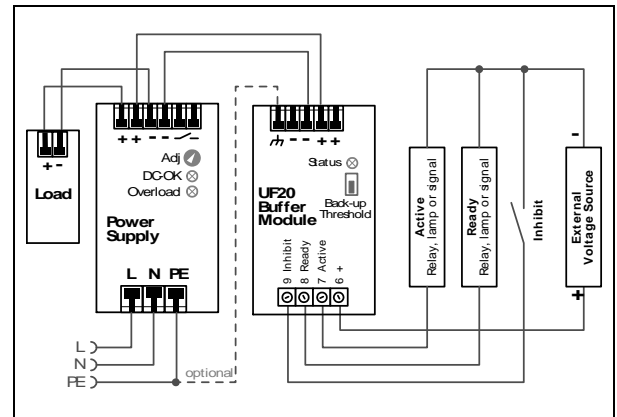 + + - -
- - + +
+ -
Load
Adj
DC-OK
Overload
Power
Supply
L N PE
Status
UF20
Buffer
Module
Back-up
Threshold
9 Inhibit
8 Ready
7 Active
6 +
Active
Relay, lamp or signal
Ready
Relay, lamp or signal
Inhibit
-
External
Voltage Source
+
L
N
PE
optional